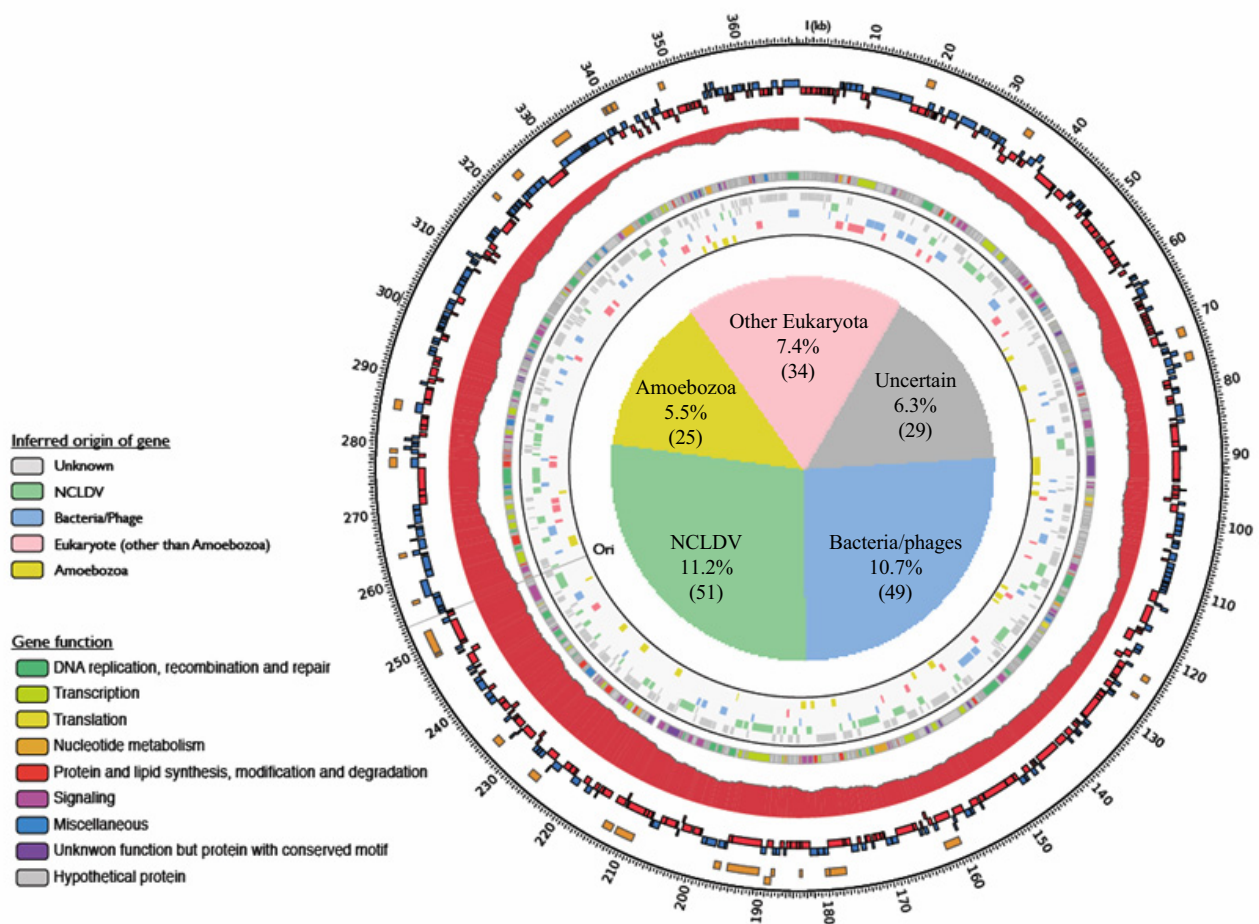 1 (kb)
10
20
30
40
50
60
70
80
90
100
110
120
130
140
150
160
170
180
190
200
210
220
230
240
250
260
270
280
290
300
310
320
330
340
350
360
Ori
Other Eukaryota
7.4%
(34)
Uncertain
6.3%
(29)
Amoebozoa
5.5%
(25)
NCLDV
11.2%
(51)
Bacteria/phages
10.7%
(49)
Inferred origin of gene
Unknown
NCLDV
Bacteria/Phage
Eukaryote (other than Amoebozoa)
Amoebozoa
Gene function
DNA replication, recombination and repair
Transcription
Translation
Nucleotide metabolism
Protein and lipid synthesis, modification and degradation
Signaling
Miscellaneous
Unknwon function but protein with conserved motif
Hypothetical protein